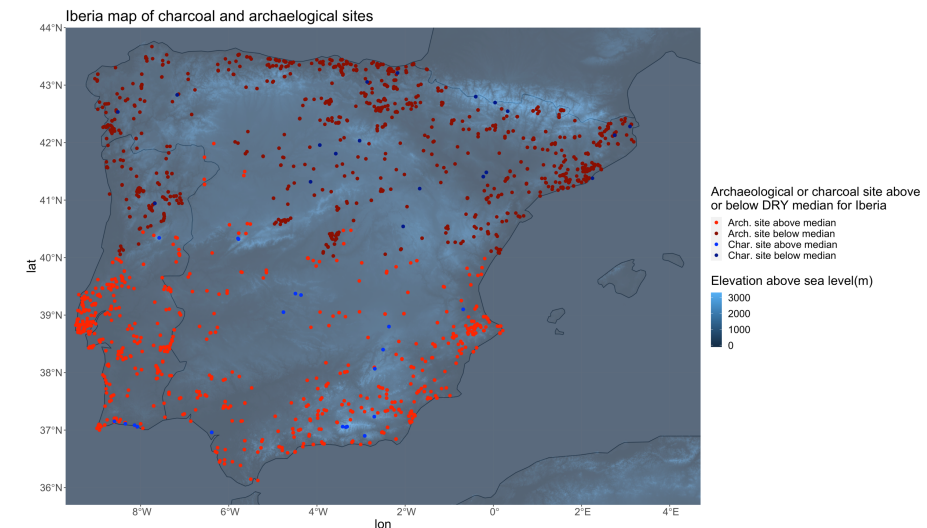 Iberia map of charcoal and archaelogical sites
44°N
43°N
42°N
41°N
40°N
39°N
38°N
37°N
36°N
lat
8°W
6°W
4°W
2°W
0°
2°E
4°E
lon
Archaeological or charcoal site above
or below DRY median for Iberia
Arch. site above median
Arch. site below median
Char. site above median
Char. site below median
Elevation above sea level(m)
3000
2000
1000
0